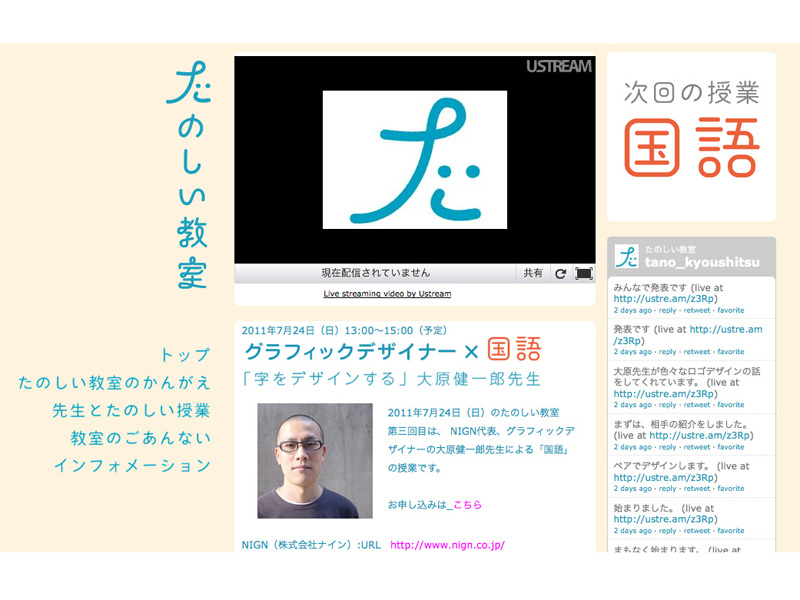 たのしい教室
トップ
たのしい教室のかんがえ
先生とたのしい授業
教室のごあんない
インフォメーション
USTREAM
た
現在配信されていません
共有
Live streaming video by Ustream
2011年7月24日（日）13:00〜15:00（予定）
グラフィックデザイナー × 国語
「字をデザインする」大原健一郎先生
2011年7月24日（日）のたのしい教室
第三回目は、 NIGN代表、グラフィックデ
ザイナーの大原健一郎先生による「国語」
の授業です。
お申し込みは_こちら
NIGN（株式会社ナイン）:URL http://www.nign.co.jp/
次回の授業
国語
た
たのしい教室
tano_kyoushitsu
みんなで発表です (live at
http://ustre.am/z3Rp)
2 days ago · reply · retweet · favorite
発表です (live at http://ustre.am
/z3Rp)
2 days ago · reply · retweet · favorite
大原先生が色々なロゴデザインの話
をしてくれています。 (live at
http://ustre.am/z3Rp)
2 days ago · reply · retweet · favorite
まずは、相手の紹介をしました。
(live at http://ustre.am/z3Rp)
2 days ago · reply · retweet · favorite
ペアでデザインします。 (live at
http://ustre.am/z3Rp)
2 days ago · reply · retweet · favorite
始まりました。 (live at
http://ustre.am/z3Rp)
2 days ago · reply · retweet · favorite
まもなく始まります。 (live at